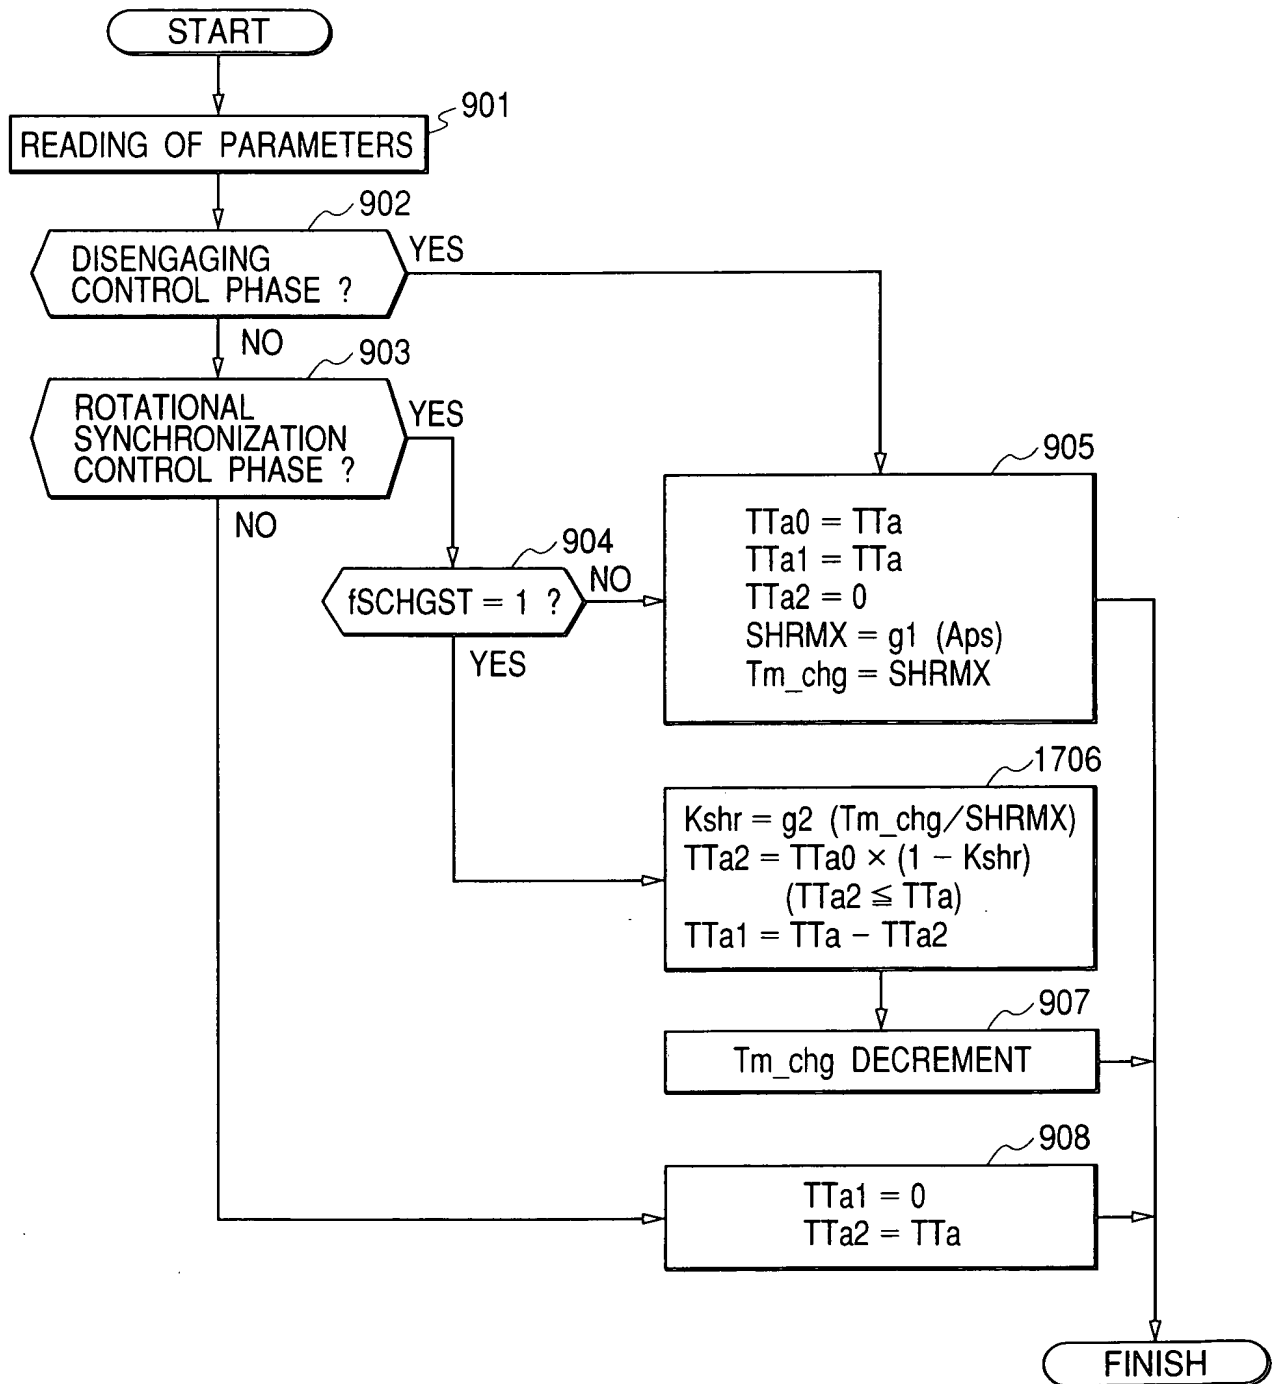 START
901
READING OF PARAMETERS
902
DISENGAGING
CONTROL PHASE ?
YES
NO
903
ROTATIONAL
SYNCHRONIZATION
CONTROL PHASE ?
YES
NO
904
fSCHGST = 1 ?
NO
YES
905
TTa0 = TTa
TTa1 = TTa
TTa2 = 0
SHRMX = g1 (Aps)
Tm_chg = SHRMX
1706
Kshr = g2 (Tm_chg/SHRMX)
TTa2 = TTa0 × (1 − Kshr)
(TTa2 ≦ TTa)
TTa1 = TTa − TTa2
907
Tm_chg DECREMENT
908
TTa1 = 0
TTa2 = TTa
FINISH